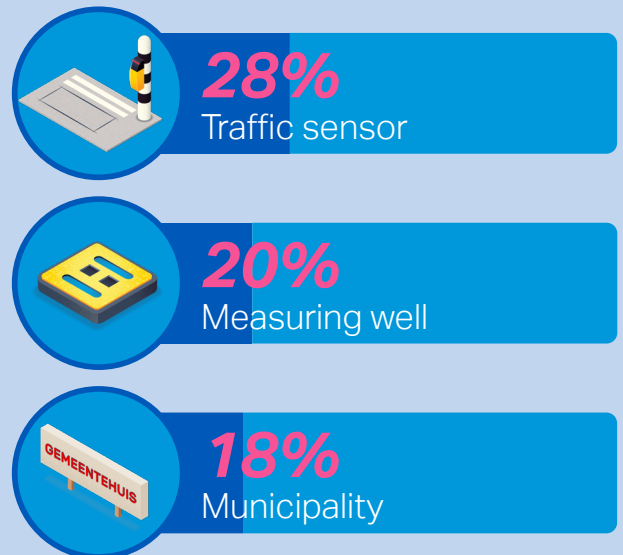 28%
Traffic sensor
20%
Measuring well
GEMEENTEHUIS
18%
Municipality